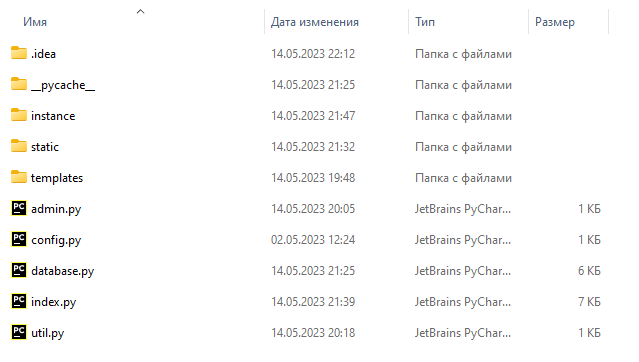 Имя Дата изменения Тип Размер
.idea 14.05.2023 22:12 Папка с файлами
__pycache__ 14.05.2023 21:25 Папка с файлами
instance 14.05.2023 21:47 Папка с файлами
static 14.05.2023 21:32 Папка с файлами
templates 14.05.2023 19:48 Папка с файлами
PC admin.py 14.05.2023 20:05 JetBrains PyChar... 1 КБ
PC config.py 02.05.2023 12:24 JetBrains PyChar... 1 КБ
PC database.py 14.05.2023 21:25 JetBrains PyChar... 6 КБ
PC index.py 14.05.2023 21:39 JetBrains PyChar... 7 КБ
PC util.py 14.05.2023 20:18 JetBrains PyChar... 1 КБ